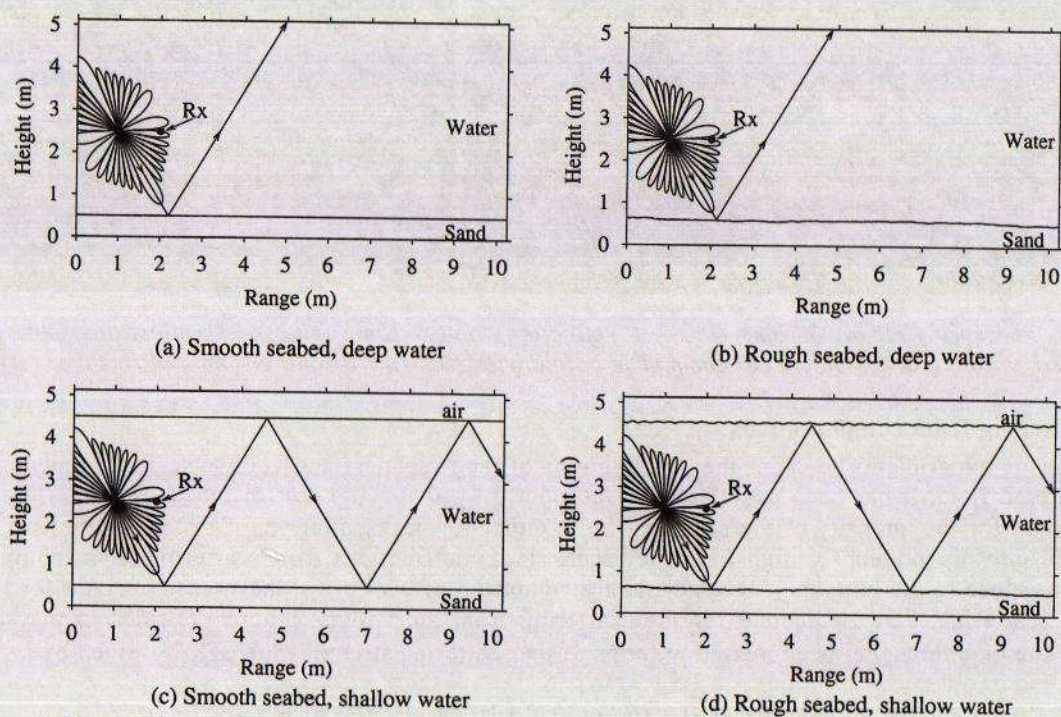 5
4
3
2
1
0
Height (m)
Rx
Water
Sand
0 1 2 3 4 5 6 7 8 9 10
Range (m)
(a) Smooth seabed, deep water
5
4
3
2
1
0
Height (m)
Rx
Water
Sand
0 1 2 3 4 5 6 7 8 9 10
Range (m)
(b) Rough seabed, deep water
5
4
3
2
1
0
Height (m)
air
Rx
Water
Sand
0 1 2 3 4 5 6 7 8 9 10
Range (m)
(c) Smooth seabed, shallow water
5
4
3
2
1
0
Height (m)
air
Rx
Water
Sand
0 1 2 3 4 5 6 7 8 9 10
Range (m)
(d) Rough seabed, shallow water